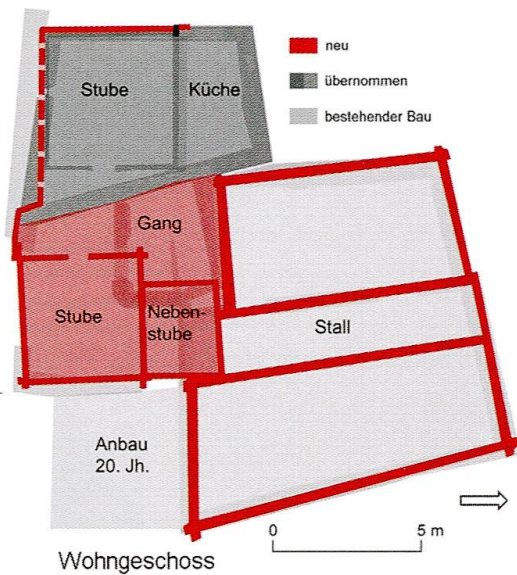 neu
übernommen
bestehender Bau
Stube
Küche
Gang
Stube
Neben-
stube
Stall
Anbau
20. Jh.
0
5 m
Wohngeschoss